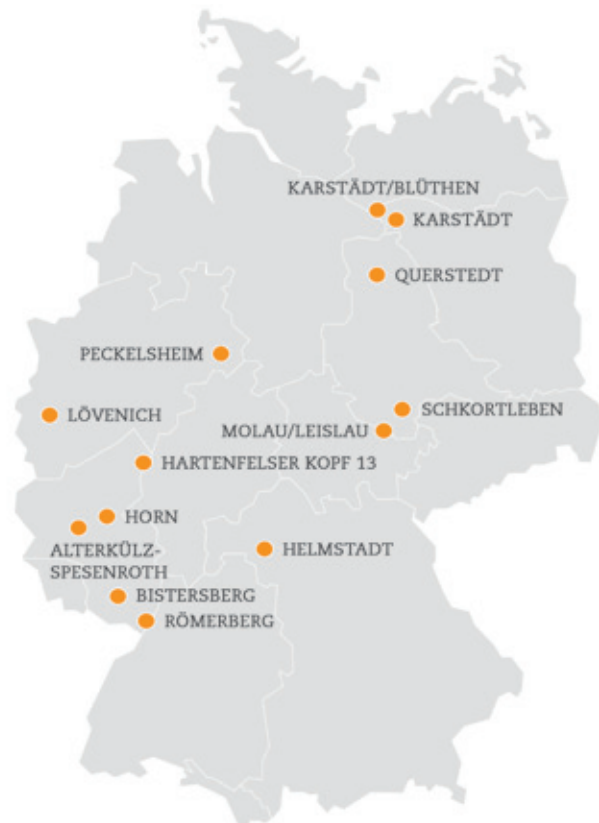 KARSTÄDT/BLÜTHEN
KARSTÄDT
QUERSTEDT
PECKELSHEIM
LÖVENICH
SCHKORTLEBEN
MOLAU/LEISLAU
HARTENFELSER KOPF 13
HORN
ALTERKÜLZ-
SPESENROTH
HELMSTADT
BISTERSBERG
RÖMERBERG